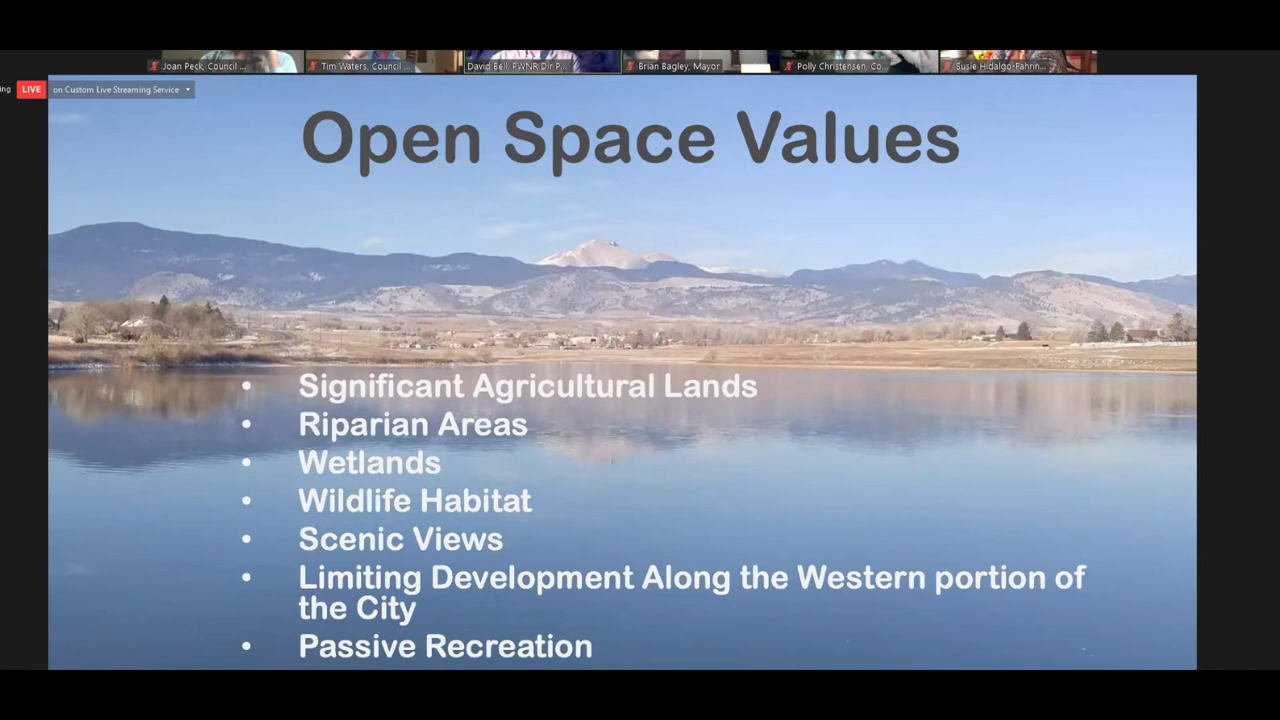 Joan Peck, Council ...
Tim Waters, Council ...
David Bell, PWNR Dir P...
Brian Bagley, Mayor
Polly Christensen, Co...
Susie Hidalgo-Fahrin...
ing
LIVE
on Custom Live Streaming Service
Open Space Values
• Significant Agricultural Lands
• Riparian Areas
• Wetlands
• Wildlife Habitat
• Scenic Views
• Limiting Development Along the Western portion of
the City
• Passive Recreation